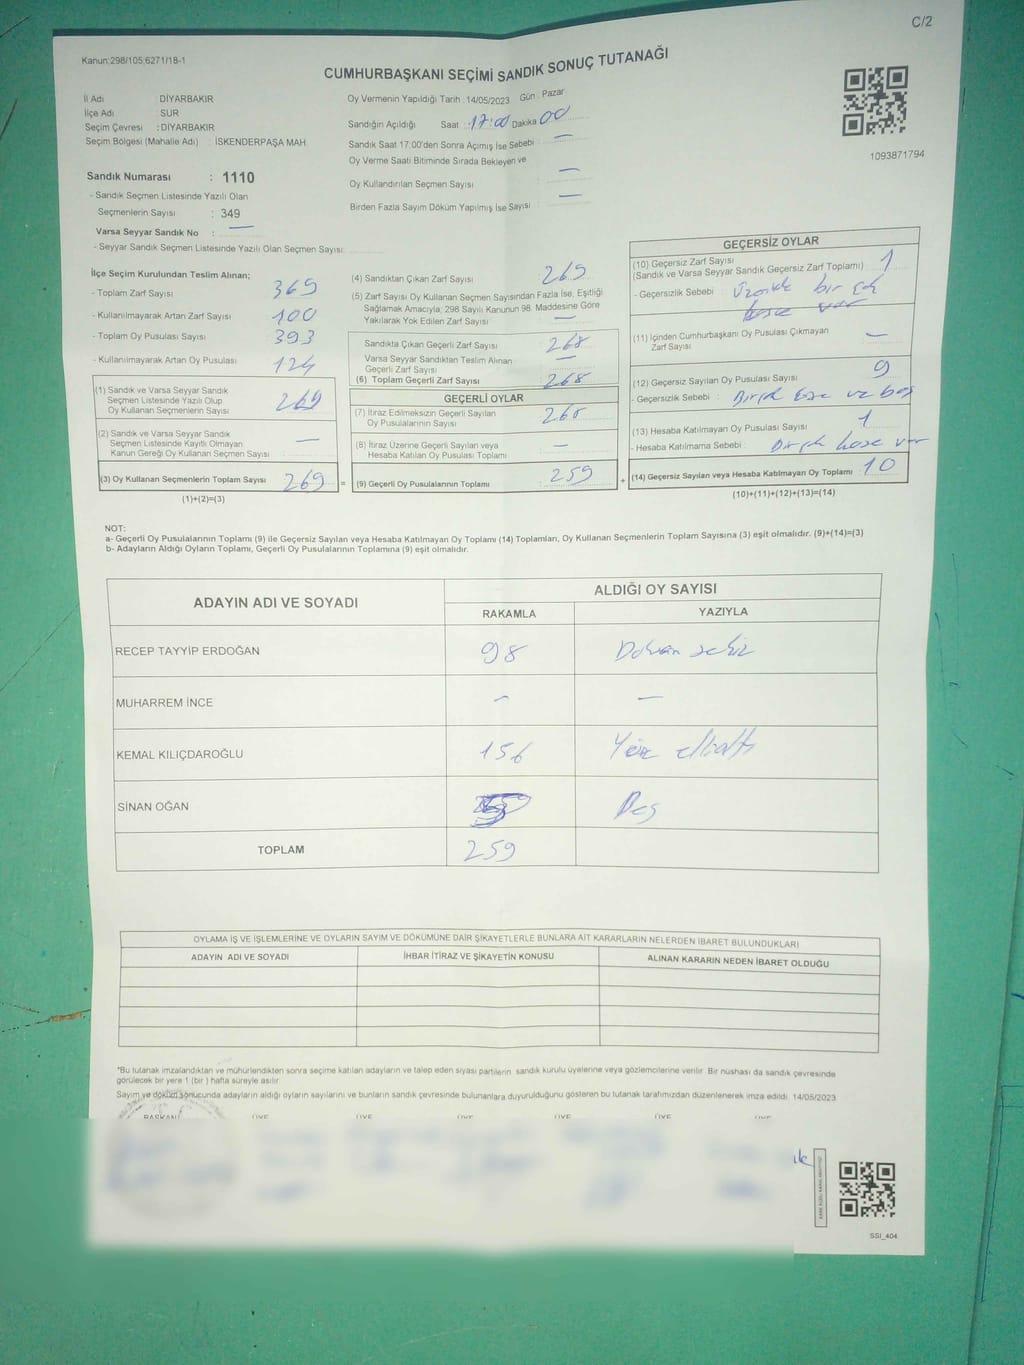 C/2
Kanun:298/105;6271/18-1
CUMHURBAŞKANI SEÇİMİ SANDIK SONUÇ TUTANAĞI
İl Adı DİYARBAKIR
İlçe Adı : SUR
Seçim Çevresi : DİYARBAKIR
Seçim Bölgesi (Mahalle Adı) : İSKENDERPAŞA MAH
Oy Vermenin Yapıldığı Tarih : 14/05/2023 Gün : Pazar
Sandığın Açıldığı Saat : 17:00 Dakika 00
Sandık Saat 17.00'den Sonra Açımış İse Sebebi : —
Oy Verme Saati Bitiminde Sırada Bekleyen ve
Oy Kullandırılan Seçmen Sayısı : —
Birden Fazla Sayım Döküm Yapılmış İse Sayısı : —
1093871794
Sandık Numarası : 1110
- Sandık Seçmen Listesinde Yazılı Olan
Seçmenlerin Sayısı : 349
Varsa Seyyar Sandık No : —
- Seyyar Sandık Seçmen Listesinde Yazılı Olan Seçmen Sayısı:
İlçe Seçim Kurulundan Teslim Alınan;
- Toplam Zarf Sayısı 369
- Kullanılmayarak Artan Zarf Sayısı : 100
- Toplam Oy Pusulası Sayısı : 393
- Kullanılmayarak Artan Oy Pusulası : 124
(1) Sandık ve Varsa Seyyar Sandık
Seçmen Listesinde Yazılı Olup
Oy Kullanan Seçmenlerin Sayısı : 269
(2) Sandık ve Varsa Seyyar Sandık
Seçmen Listesinde Kayıtlı Olmayan
Kanun Gereği Oy Kullanan Seçmen Sayısı : —
(3) Oy Kullanan Seçmenlerin Toplam Sayısı : 269 =
(1)+(2)=(3)
(4) Sandıktan Çıkan Zarf Sayısı : 269
(5) Zarf Sayısı Oy Kullanan Seçmen Sayısından Fazla İse, Eşitliği
Sağlamak Amacıyla; 298 Sayılı Kanunun 98. Maddesine Göre
Yakılarak Yok Edilen Zarf Sayısı : —
Sandıkta Çıkan Geçerli Zarf Sayısı : 268
Varsa Seyyar Sandıktan Teslim Alınan
Geçerli Zarf Sayısı : —
(6) Toplam Geçerli Zarf Sayısı : 268
GEÇERLİ OYLAR
(7) İtiraz Edilmeksizin Geçerli Sayılan
Oy Pusulalarının Sayısı
(8) İtiraz Üzerine Geçerli Sayılan veya
Hesaba Katılan Oy Pusulası Toplamı : —
(9) Geçerli Oy Pusulalarının Toplamı : 259 +
GEÇERSİZ OYLAR
(10) Geçersiz Zarf Sayısı
(Sandık ve Varsa Seyyar Sandık Geçersiz Zarf Toplamı) : 1
- Geçersizlik Sebebi : Üzerinde bir çok
(11) İçinden Cumhurbaşkanı Oy Pusulası Çıkmayan
Zarf Sayısı : —
(12) Geçersiz Sayılan Oy Pusulası Sayısı : 9
- Geçersizlik Sebebi : Birçok kaşe ve boş
(13) Hesaba Katılmayan Oy Pusulası Sayısı : 1
- Hesaba Katılmama Sebebi : Birçok kaşe var
(14) Geçersiz Sayılan veya Hesaba Katılmayan Oy Toplamı : 10
(10)+(11)+(12)+(13)=(14)
NOT:
a- Geçerli Oy Pusulalarının Toplamı (9) ile Geçersiz Sayılan veya Hesaba Katılmayan Oy Toplamı (14) Toplamları, Oy Kullanan Seçmenlerin Toplam Sayısına (3) eşit olmalıdır. (9)+(14)=(3)
b- Adayların Aldığı Oyların Toplamı, Geçerli Oy Pusulalarının Toplamına (9) eşit olmalıdır.
ADAYIN ADI VE SOYADI
ALDIĞI OY SAYISI
RAKAMLA YAZIYLA
RECEP TAYYİP ERDOĞAN 98 Doksan sekiz
MUHARREM İNCE – —
KEMAL KILIÇDAROĞLU 156 Yüz elli altı
SİNAN OĞAN Beş
TOPLAM 259
OYLAMA İŞ VE İŞLEMLERİNE VE OYLARIN SAYIM VE DÖKÜMÜNE DAİR ŞİKAYETLERLE BUNLARA AİT KARARLARIN NELERDEN İBARET BULUNDUKLARI
ADAYIN ADI VE SOYADI İHBAR İTİRAZ VE ŞİKAYETİN KONUSU ALINAN KARARIN NEDEN İBARET OLDUĞU
*Bu tutanak imzalandıktan ve mühürlendikten sonra seçime katılan adayların ve talep eden siyasi partilerin sandık kurulu üyelerine veya gözlemcilerine verilir. Bir nüshası da sandık çevresinde
görülecek bir yere 1 (bir ) hafta süreyle asılır.
Sayım ve döküm sonucunda adayların aldığı oyların sayılarını ve bunların sandık çevresinde bulunanlara duyurulduğunu gösteren bu tutanak tarafımızdan düzenlenerek imza edildi. 14/05/2023
BAŞKAN ÜYE ÜYE ÜYE ÜYE ÜYE
SSI_404